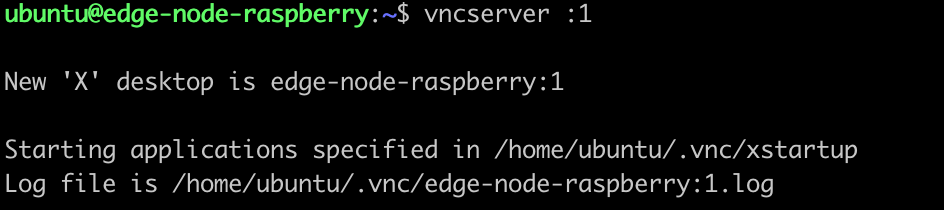 ubuntu@edge-node-raspberry:~$ vncserver :1
New 'X' desktop is edge-node-raspberry:1
Starting applications specified in /home/ubuntu/.vnc/xstartup
Log file is /home/ubuntu/.vnc/edge-node-raspberry:1.log